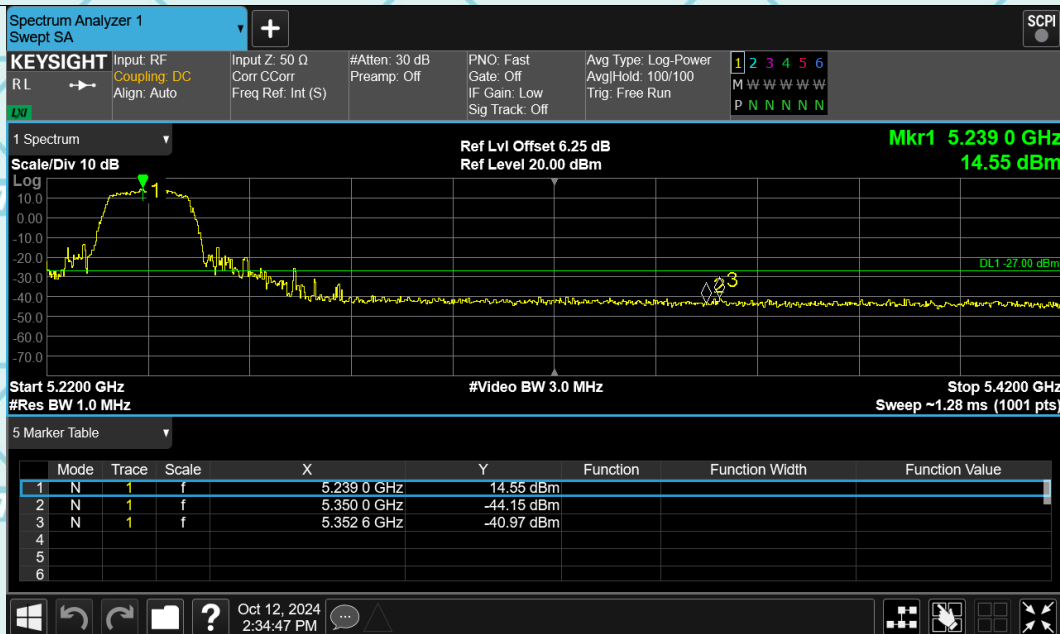 Spectrum Analyzer 1
Swept SA
+
SCPI
KEYSIGHT
RL
LXI
Input: RF
Coupling: DC
Align: Auto
Input Z: 50 Ω
Corr CCorr
Freq Ref: Int (S)
#Atten: 30 dB
Preamp: Off
PNO: Fast
Gate: Off
IF Gain: Low
Sig Track: Off
Avg Type: Log-Power
Avg|Hold: 100/100
Trig: Free Run
1 2 3 4 5 6
M W W W W W
P N N N N N
1 Spectrum
Scale/Div 10 dB
Ref Lvl Offset 6.25 dB
Ref Level 20.00 dBm
Mkr1 5.239 0 GHz
14.55 dBm
Log
10.0
0.00
-10.0
-20.0
-30.0
-40.0
-50.0
-60.0
-70.0
1
2
3
DL1 -27.00 dBm
Start 5.2200 GHz
#Res BW 1.0 MHz
#Video BW 3.0 MHz
Stop 5.4200 GHz
Sweep ~1.28 ms (1001 pts)
5 Marker Table
Mode Trace Scale X Y Function Function Width Function Value
1 N 1 f 5.239 0 GHz 14.55 dBm
2 N 1 f 5.350 0 GHz -44.15 dBm
3 N 1 f 5.352 6 GHz -40.97 dBm
4
5
6
?
Oct 12, 2024
2:34:47 PM